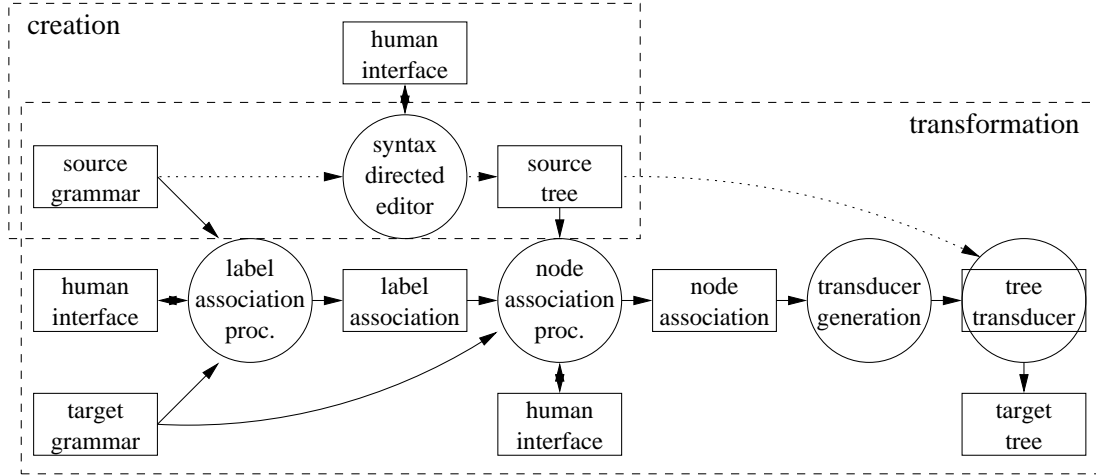 creation
human
interface
transformation
source
grammar
syntax
directed
editor
source
tree
human
interface
label
association
proc.
label
association
node
association
proc.
node
association
transducer
generation
tree
transducer
target
grammar
human
interface
target
tree